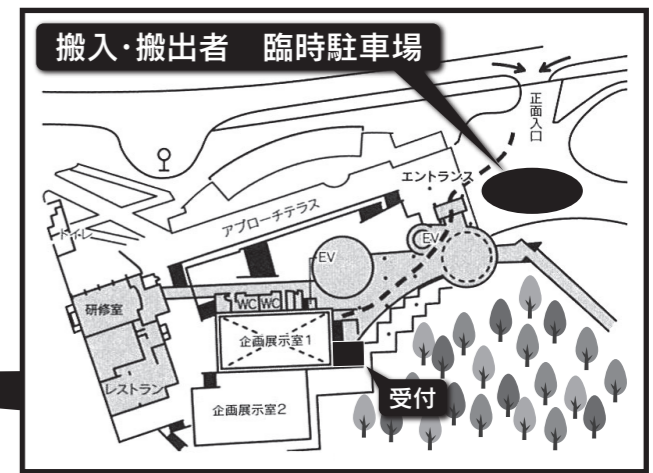 搬入・搬出者　臨時駐車場
正面入口
エントランス
アプローチテラス
トイレ
EV
EV
研修室
WC WC
企画展示室1
レストラン
受付
企画展示室2